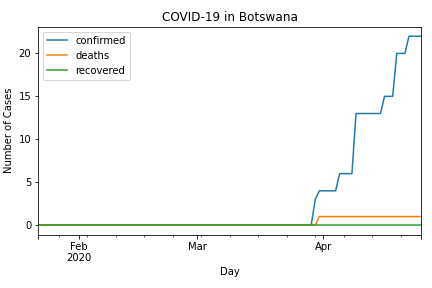 COVID-19 in Botswana
confirmed
deaths
recovered
Number of Cases
20
15
10
5
0
Feb
2020
Mar
Apr
Day